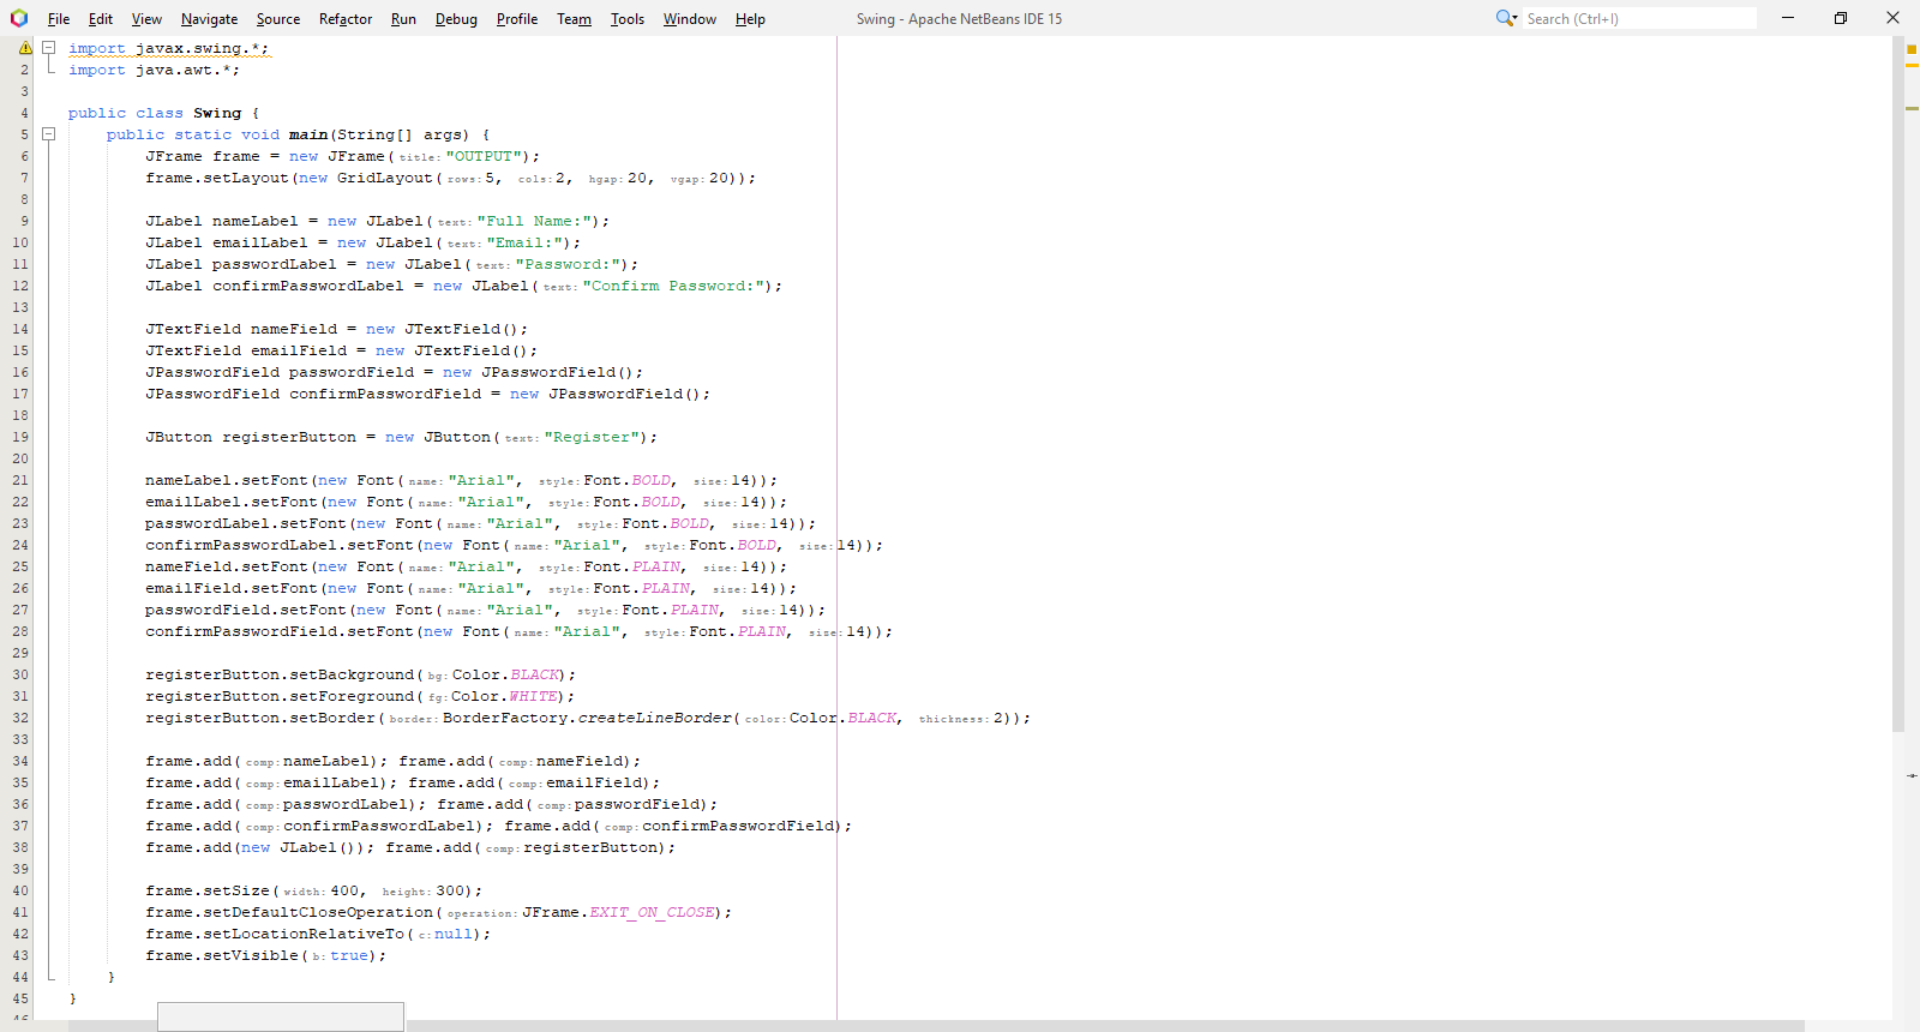 File Edit View Navigate Source Refactor Run Debug Profile Team Tools Window Help Swing - Apache NetBeans IDE 15 Search (Ctrl+I)
import javax.swing.*;
2 import java.awt.*;
3
4 public class Swing {
5 public static void main(String[] args) {
6 JFrame frame = new JFrame( title: "OUTPUT");
7 frame.setLayout(new GridLayout( rows: 5, cols: 2, hgap: 20, vgap: 20));
8
9 JLabel nameLabel = new JLabel( text: "Full Name:");
10 JLabel emailLabel = new JLabel( text: "Email:");
11 JLabel passwordLabel = new JLabel( text: "Password:");
12 JLabel confirmPasswordLabel = new JLabel( text: "Confirm Password:");
13
14 JTextField nameField = new JTextField();
15 JTextField emailField = new JTextField();
16 JPasswordField passwordField = new JPasswordField();
17 JPasswordField confirmPasswordField = new JPasswordField();
18
19 JButton registerButton = new JButton( text: "Register");
20
21 nameLabel.setFont(new Font( name: "Arial", style: Font.BOLD, size: 14));
22 emailLabel.setFont(new Font( name: "Arial", style: Font.BOLD, size: 14));
23 passwordLabel.setFont(new Font( name: "Arial", style: Font.BOLD, size: 14));
24 confirmPasswordLabel.setFont(new Font( name: "Arial", style: Font.BOLD, size: 14));
25 nameField.setFont(new Font( name: "Arial", style: Font.PLAIN, size: 14));
26 emailField.setFont(new Font( name: "Arial", style: Font.PLAIN, size: 14));
27 passwordField.setFont(new Font( name: "Arial", style: Font.PLAIN, size: 14));
28 confirmPasswordField.setFont(new Font( name: "Arial", style: Font.PLAIN, size: 14));
29
30 registerButton.setBackground( bg: Color.BLACK);
31 registerButton.setForeground( fg: Color.WHITE);
32 registerButton.setBorder( border: BorderFactory.createLineBorder( color: Color.BLACK, thickness: 2));
33
34 frame.add( comp: nameLabel); frame.add( comp: nameField);
35 frame.add( comp: emailLabel); frame.add( comp: emailField);
36 frame.add( comp: passwordLabel); frame.add( comp: passwordField);
37 frame.add( comp: confirmPasswordLabel); frame.add( comp: confirmPasswordField);
38 frame.add(new JLabel()); frame.add( comp: registerButton);
39
40 frame.setSize( width: 400, height: 300);
41 frame.setDefaultCloseOperation( operation: JFrame.EXIT_ON_CLOSE);
42 frame.setLocationRelativeTo( c: null);
43 frame.setVisible( b: true);
44 }
45 }
46